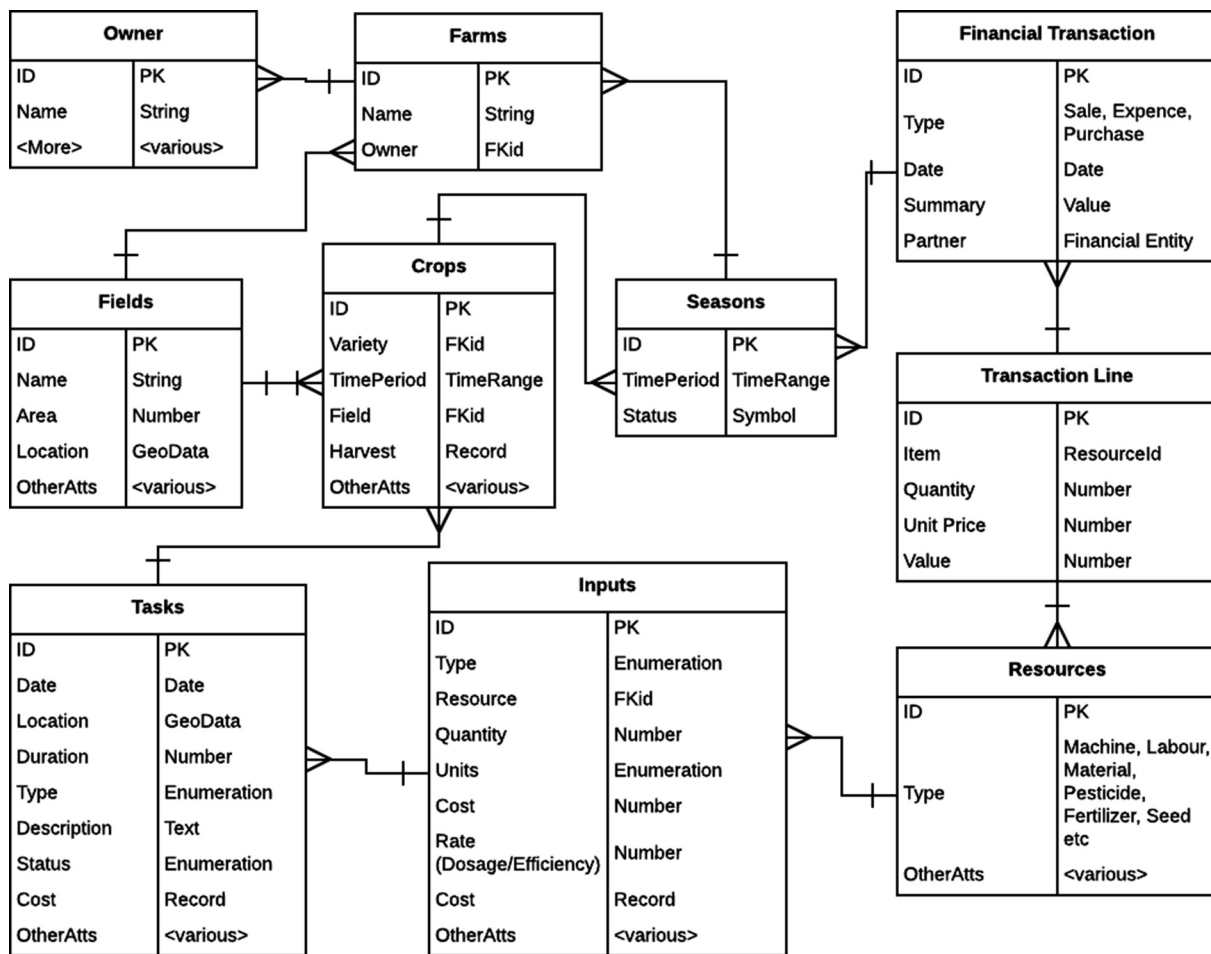 Owner
ID PK
Name String
<More> <various>
Farms
ID PK
Name String
Owner FKid
Financial Transaction
ID PK
Type Sale, Expence,
Purchase
Date Date
Summary Value
Partner Financial Entity
Fields
ID PK
Name String
Area Number
Location GeoData
OtherAtts <various>
Crops
ID PK
Variety FKid
TimePeriod TimeRange
Field FKid
Harvest Record
OtherAtts <various>
Seasons
ID PK
TimePeriod TimeRange
Status Symbol
Transaction Line
ID PK
Item ResourceId
Quantity Number
Unit Price Number
Value Number
Tasks
ID PK
Date Date
Location GeoData
Duration Number
Type Enumeration
Description Text
Status Enumeration
Cost Record
OtherAtts <various>
Inputs
ID PK
Type Enumeration
Resource FKid
Quantity Number
Units Enumeration
Cost Number
Rate
(Dosage/Efficiency) Number
Cost Record
OtherAtts <various>
Resources
ID PK
Type Machine, Labour,
Material,
Pesticide,
Fertilizer, Seed
etc
OtherAtts <various>